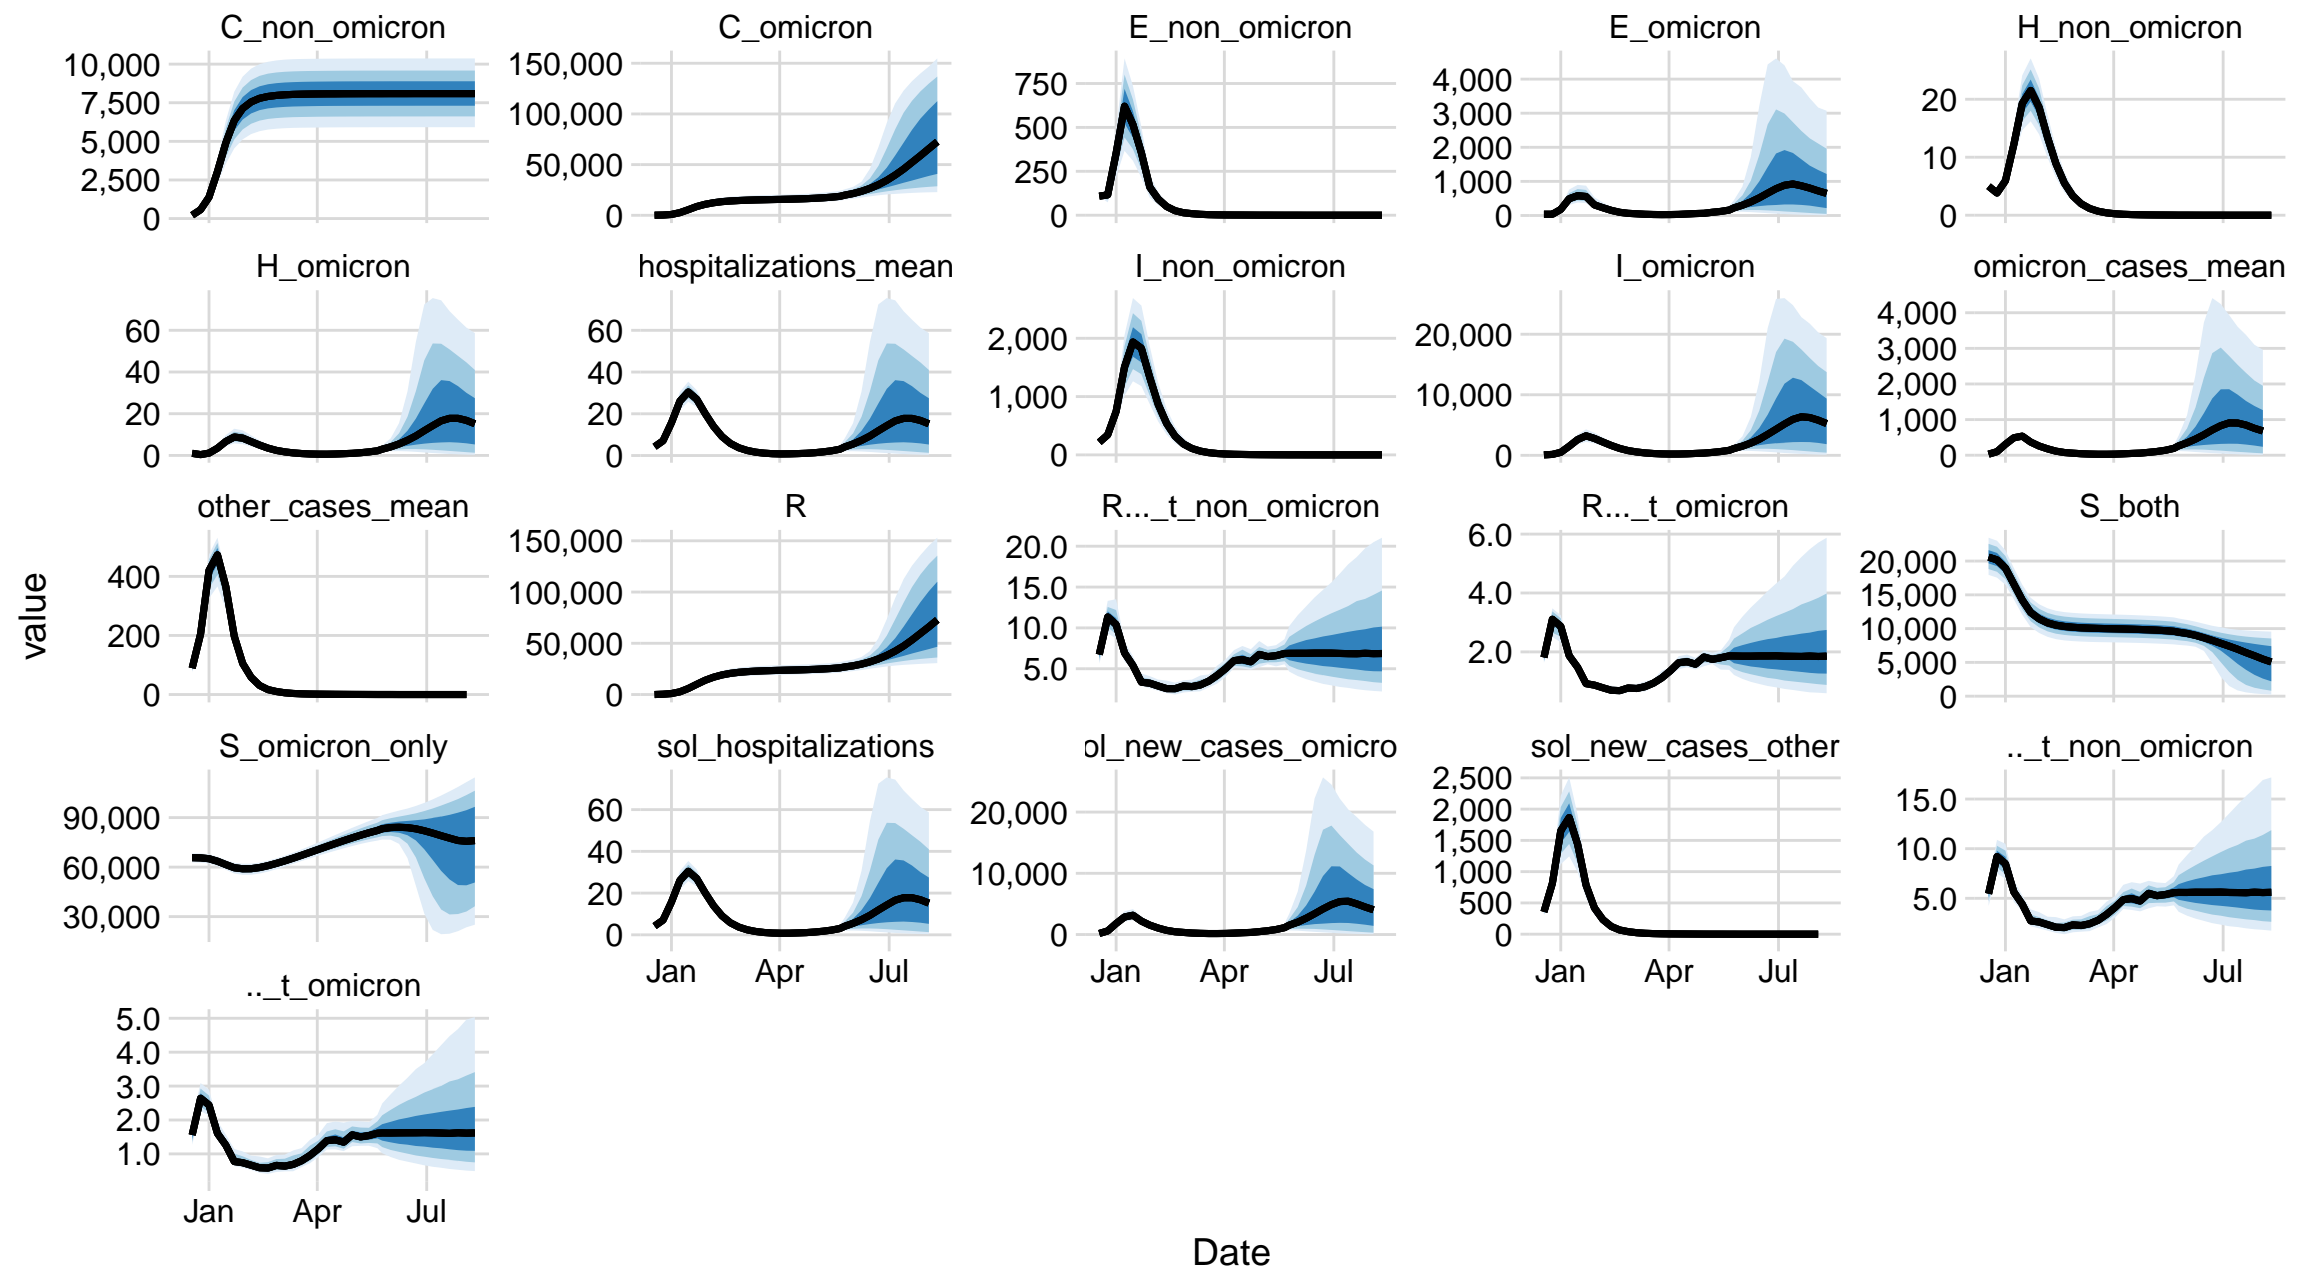 C_non_omicron
C_omicron
E_non_omicron
E_omicron
H_non_omicron
10,000
7,500
5,000
2,500
0
150,000
100,000
50,000
0
750
500
250
0
4,000
3,000
2,000
1,000
0
20
10
0
H_omicron
hospitalizations_mean
I_non_omicron
I_omicron
omicron_cases_mean
60
40
20
0
60
40
20
0
2,000
1,000
0
20,000
10,000
0
4,000
3,000
2,000
1,000
0
other_cases_mean
R
R..._t_non_omicron
R..._t_omicron
S_both
400
200
0
150,000
100,000
50,000
0
20.0
15.0
10.0
5.0
6.0
4.0
2.0
20,000
15,000
10,000
5,000
0
value
S_omicron_only
sol_hospitalizations
ol_new_cases_omicro
sol_new_cases_other
.._t_non_omicron
90,000
60,000
30,000
60
40
20
0
20,000
10,000
0
2,500
2,000
1,500
1,000
500
0
15.0
10.0
5.0
Jan Apr Jul
Jan Apr Jul
Jan Apr Jul
Jan Apr Jul
.._t_omicron
5.0
4.0
3.0
2.0
1.0
Jan Apr Jul
Date